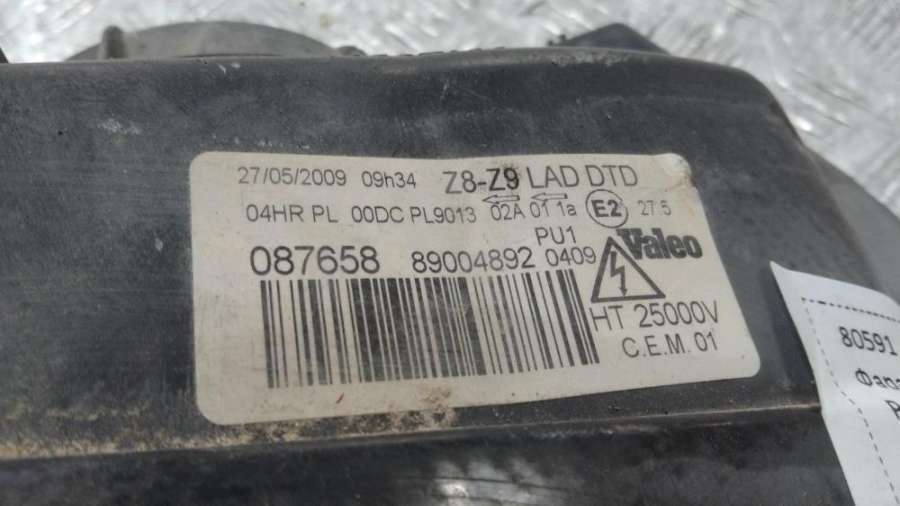 27/05/2009 09h34 Z8-Z9 LAD DTD
04HR PL 00DC PL9013 02A 01 1a E2 27.5
PU1
087658 89004892 0409 Valeo
HT 25000V
C.E.M. 01
80591
Фара